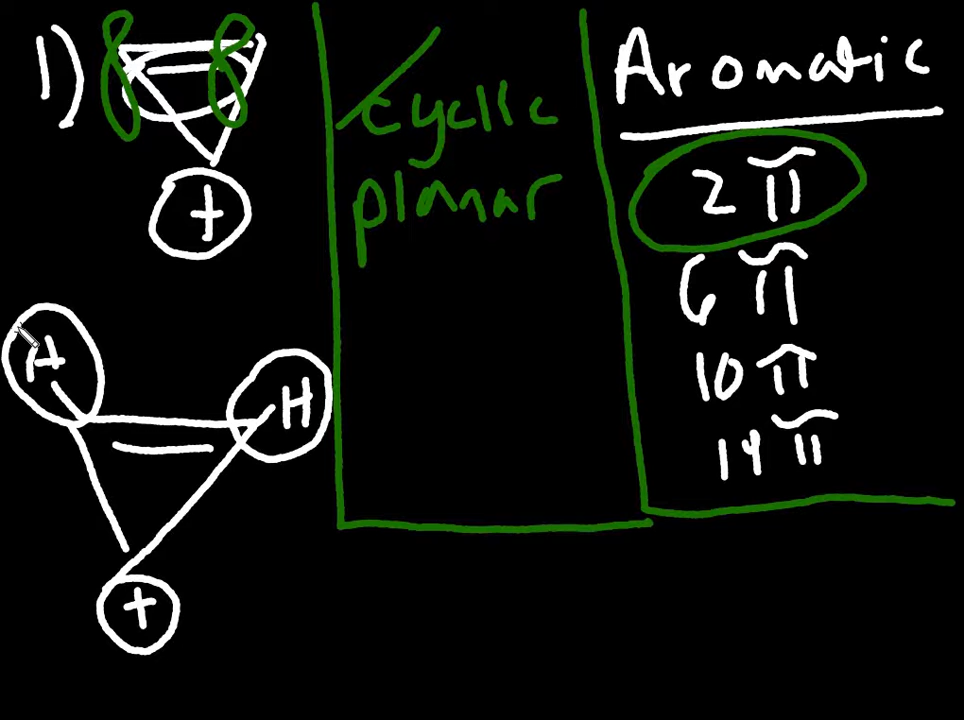 1)
+
cyclic
planar
Aromatic
2 π
6 π
10 π
14 π
H
H
+